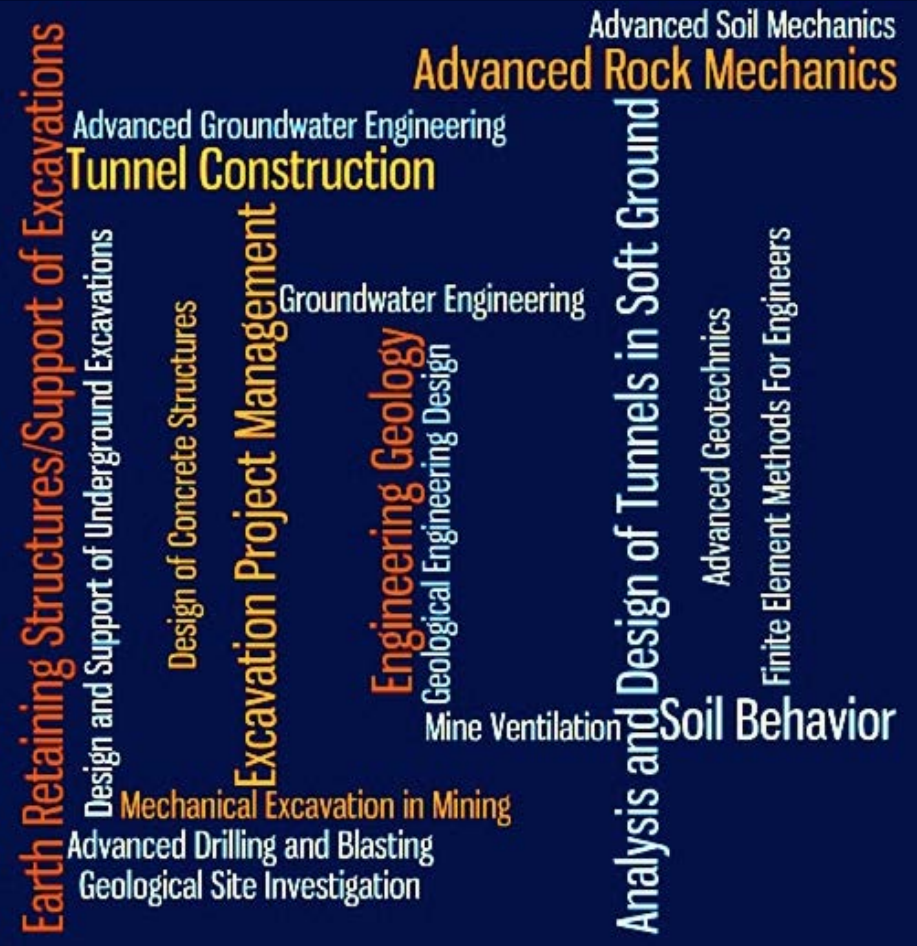 Advanced Soil Mechanics
Advanced Rock Mechanics
Advanced Groundwater Engineering
Tunnel Construction
Earth Retaining Structures/Support of Excavations
Design and Support of Underground Excavations
Design of Concrete Structures
Excavation Project Management
Groundwater Engineering
Engineering Geology
Geological Engineering Design
Analysis and Design of Tunnels in Soft Ground
Advanced Geotechnics
Finite Element Methods For Engineers
Mine Ventilation
Soil Behavior
Mechanical Excavation in Mining
Advanced Drilling and Blasting
Geological Site Investigation